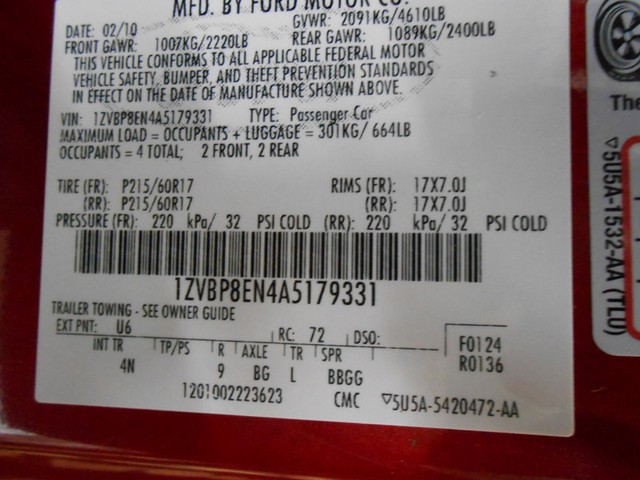 MFD. BY FORD MOTOR CO.
DATE: 02/10 GVWR: 2091KG/4610LB
FRONT GAWR: 1007KG/2220LB REAR GAWR: 1089KG/2400LB
THIS VEHICLE CONFORMS TO ALL APPLICABLE FEDERAL MOTOR
VEHICLE SAFETY, BUMPER, AND THEFT PREVENTION STANDARDS
IN EFFECT ON THE DATE OF MANUFACTURE SHOWN ABOVE.
VIN: 1ZVBP8EN4A5179331 TYPE: Passenger Car
MAXIMUM LOAD = OCCUPANTS + LUGGAGE = 301KG/ 664LB
OCCUPANTS = 4 TOTAL; 2 FRONT, 2 REAR
TIRE (FR): P215/60R17 RIMS (FR): 17X7.0J
(RR): P215/60R17 (RR): 17X7.0J
PRESSURE (FR): 220 kPa/ 32 PSI COLD (RR): 220 kPa/ 32 PSI COLD
1ZVBP8EN4A5179331
TRAILER TOWING - SEE OWNER GUIDE
EXT PNT: U6 RC: 72 DSO: F0124
INT TR TP/PS R AXLE TR SPR R0136
4N 9 BG L BBGG
1201002223623 CMC ▽5U5A-5420472-AA
The
▽5U5A-1532-AA (TLU)